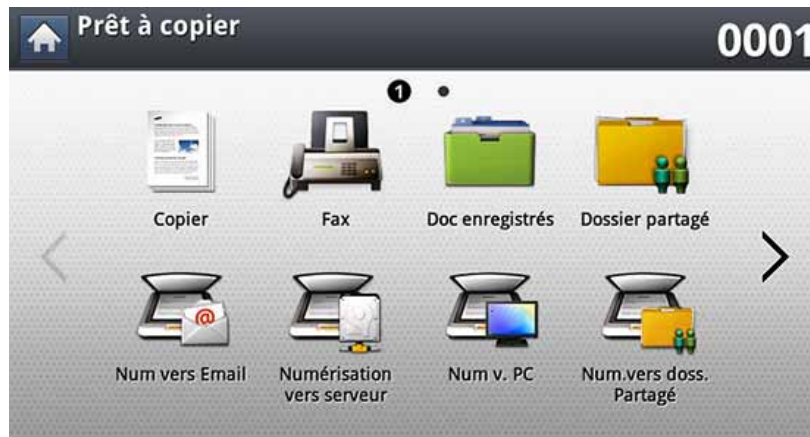 Prêt à copier
0001
1
Copier
Fax
Doc enregistrés
Dossier partagé
Num vers Email
Numérisation
vers serveur
Num v. PC
Num.vers doss.
Partagé